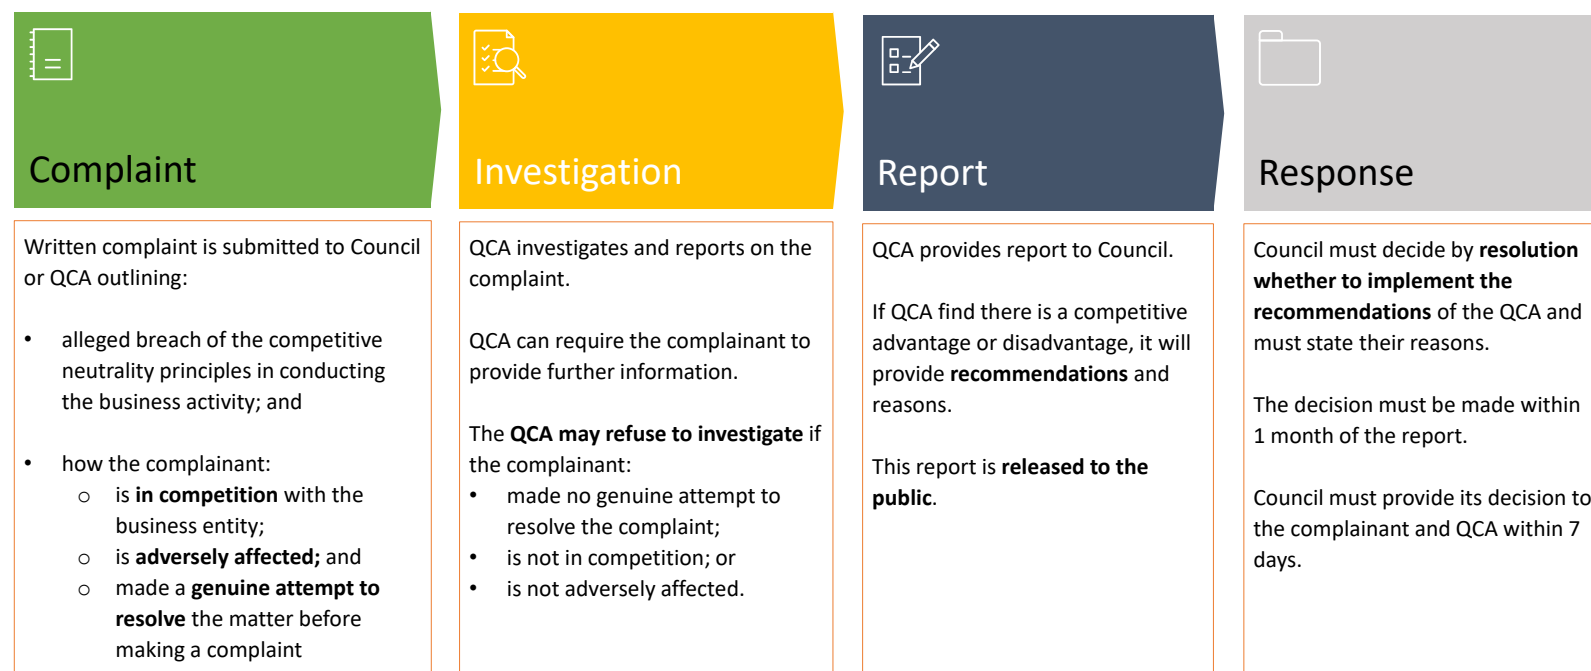 Complaint
Written complaint is submitted to Council
or QCA outlining:
• alleged breach of the competitive
neutrality principles in conducting
the business activity; and
• how the complainant:
o is in competition with the
business entity;
o is adversely affected; and
o made a genuine attempt to
resolve the matter before
making a complaint
Investigation
QCA investigates and reports on the
complaint.
QCA can require the complainant to
provide further information.
The QCA may refuse to investigate if
the complainant:
• made no genuine attempt to
resolve the complaint;
• is not in competition; or
• is not adversely affected.
Report
QCA provides report to Council.
If QCA find there is a competitive
advantage or disadvantage, it will
provide recommendations and
reasons.
This report is released to the
public.
Response
Council must decide by resolution
whether to implement the
recommendations of the QCA and
must state their reasons.
The decision must be made within
1 month of the report.
Council must provide its decision to
the complainant and QCA within 7
days.